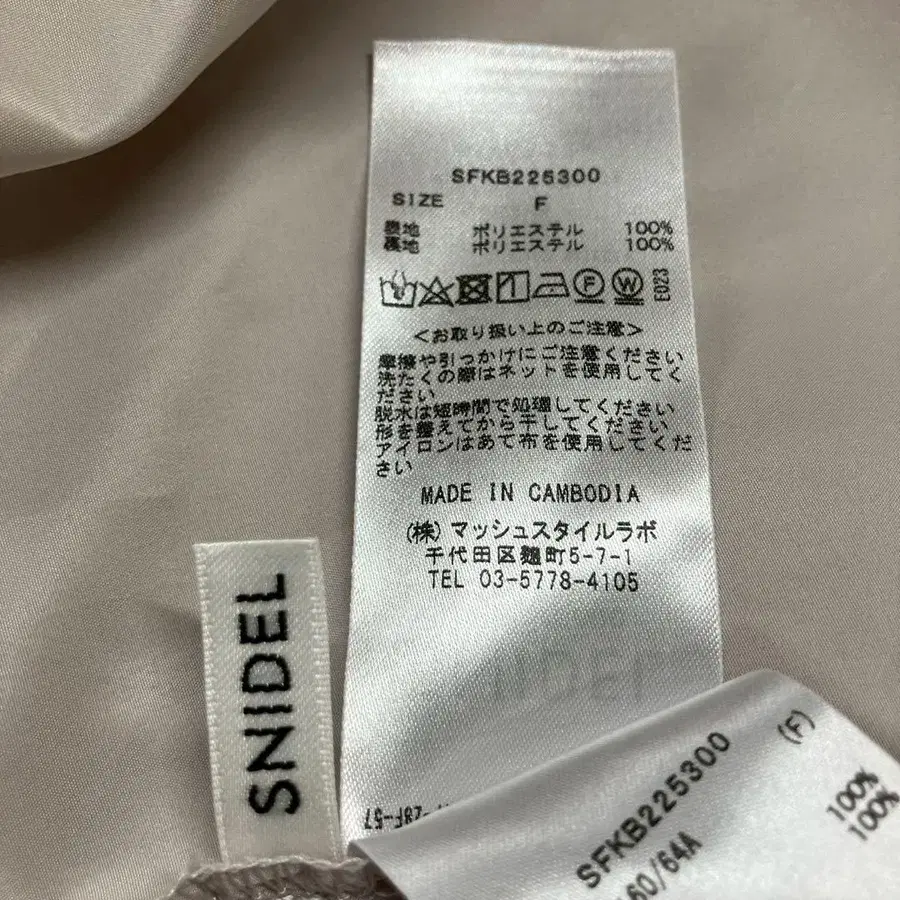 SFKB225300
SIZE F
表地 ポリエステル 100%
裏地 ポリエステル 100%
F W E023
<お取り扱い上のご注意>
摩擦や引っかけにご注意ください
洗たくの際はネットを使用してく
ださい
脱水は短時間で処理してください
形を整えてから干してください
アイロンはあて布を使用してくだ
さい
MADE IN CAMBODIA
(株)マッシュスタイルラボ
千代田区麹町5-7-1
TEL 03-5778-4105
SNIDEL
28F-57
SFKB225300 (F)
60/64A 100%
100%